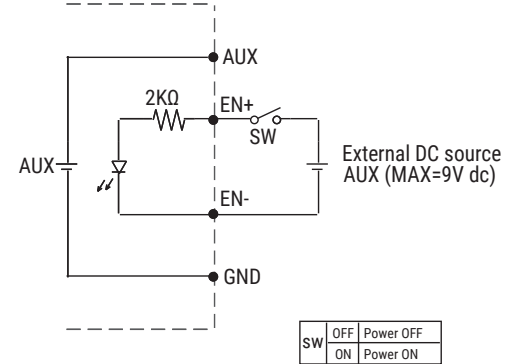 AUX
2KΩ
EN+
SW
AUX
External DC source
AUX (MAX=9V dc)
EN-
GND
SW
OFF Power OFF
ON Power ON